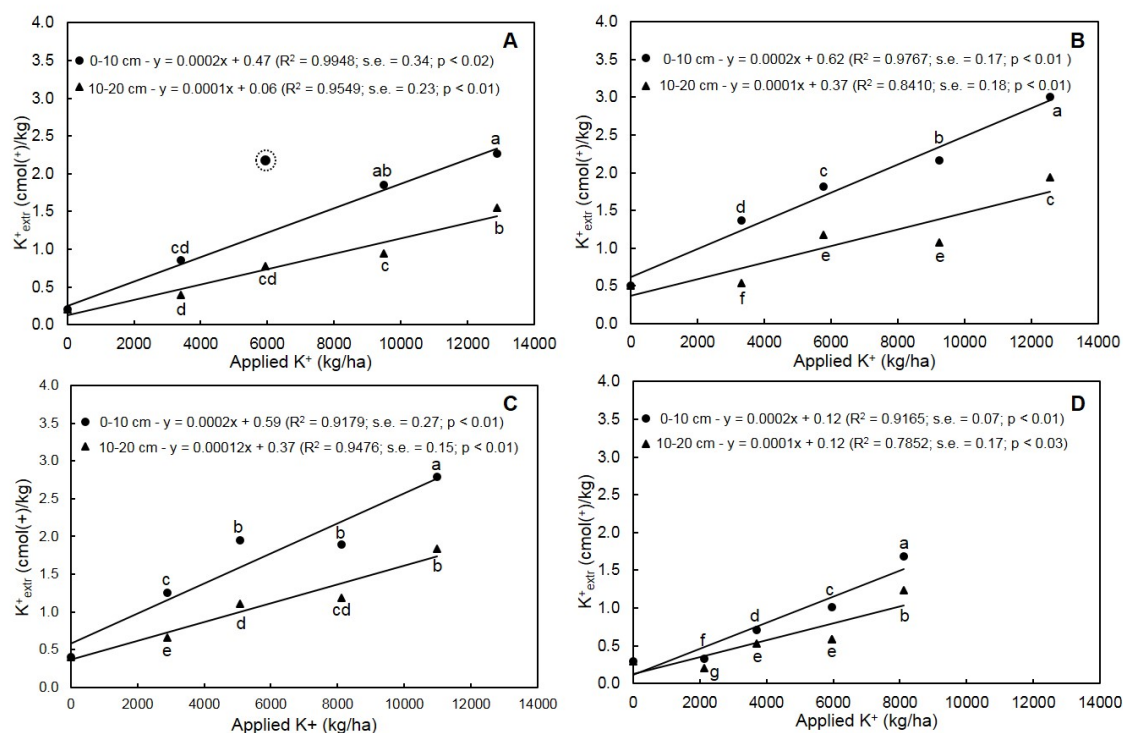 A
0-10 cm - y = 0.0002x + 0.47 (R² = 0.9948; s.e. = 0.34; p < 0.02)
10-20 cm - y = 0.0001x + 0.06 (R² = 0.9549; s.e. = 0.23; p < 0.01)
4.0
3.5
3.0
2.5
2.0
1.5
1.0
0.5
0.0
K⁺extr (cmol(⁺)/kg)
a
ab
cd
b
c
cd
d
0 2000 4000 6000 8000 10000 12000 14000
Applied K⁺ (kg/ha)
B
0-10 cm - y = 0.0002x + 0.62 (R² = 0.9767; s.e. = 0.17; p < 0.01 )
10-20 cm - y = 0.0001x + 0.37 (R² = 0.8410; s.e. = 0.18; p < 0.01)
4.0
3.5
3.0
2.5
2.0
1.5
1.0
0.5
0.0
K⁺extr (cmol(⁺)/kg)
a
b
c
d
c
e
e
f
0 2000 4000 6000 8000 10000 12000 14000
Applied K⁺ (kg/ha)
C
0-10 cm - y = 0.0002x + 0.59 (R² = 0.9179; s.e. = 0.27; p < 0.01)
10-20 cm - y = 0.00012x + 0.37 (R² = 0.9476; s.e. = 0.15; p < 0.01)
4.0
3.5
3.0
2.5
2.0
1.5
1.0
0.5
0.0
K⁺extr (cmol(+)/kg)
a
b
b
c
b
cd
d
e
0 2000 4000 6000 8000 10000 12000 14000
Applied K+ (kg/ha)
D
0-10 cm - y = 0.0002x + 0.12 (R² = 0.9165; s.e. = 0.07; p < 0.01)
10-20 cm - y = 0.0001x + 0.12 (R² = 0.7852; s.e. = 0.17; p < 0.03)
4.0
3.5
3.0
2.5
2.0
1.5
1.0
0.5
0.0
K⁺extr (cmol(⁺)/kg)
a
c
d
f
b
e
e
g
0 2000 4000 6000 8000 10000 12000 14000
Applied K⁺ (kg/ha)